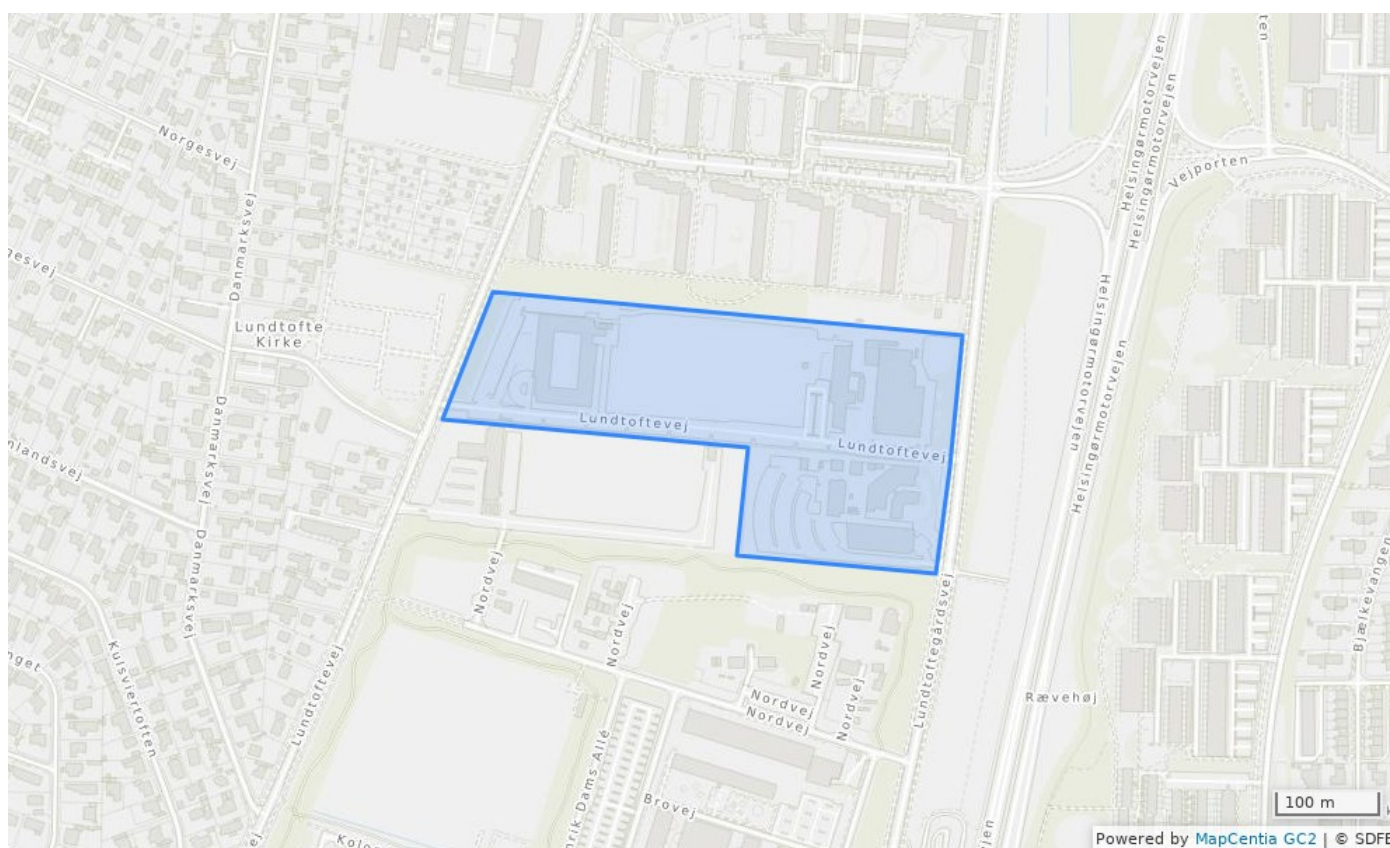 Helsingørmotorvejen
Helsingørmotorvejen
Norgesvej
Vejporten
Danmarksvej
Helsingørmotorvejen
Helsingørmotorvejen
Lundtofte
Kirke
Lundtoftevej
Lundtoftevej
Danmarksvej
Danmarksvej
Nordvej
Nordvej
Nordvej
Lundtoftegårdsvej
Bjælkevangen
Kulsviertoften
Lundtoftevej
Nordvej
Nordvej
Nordvej
Rævehøj
Brovej
100 m
Powered by MapCentia GC2 | © SDFE